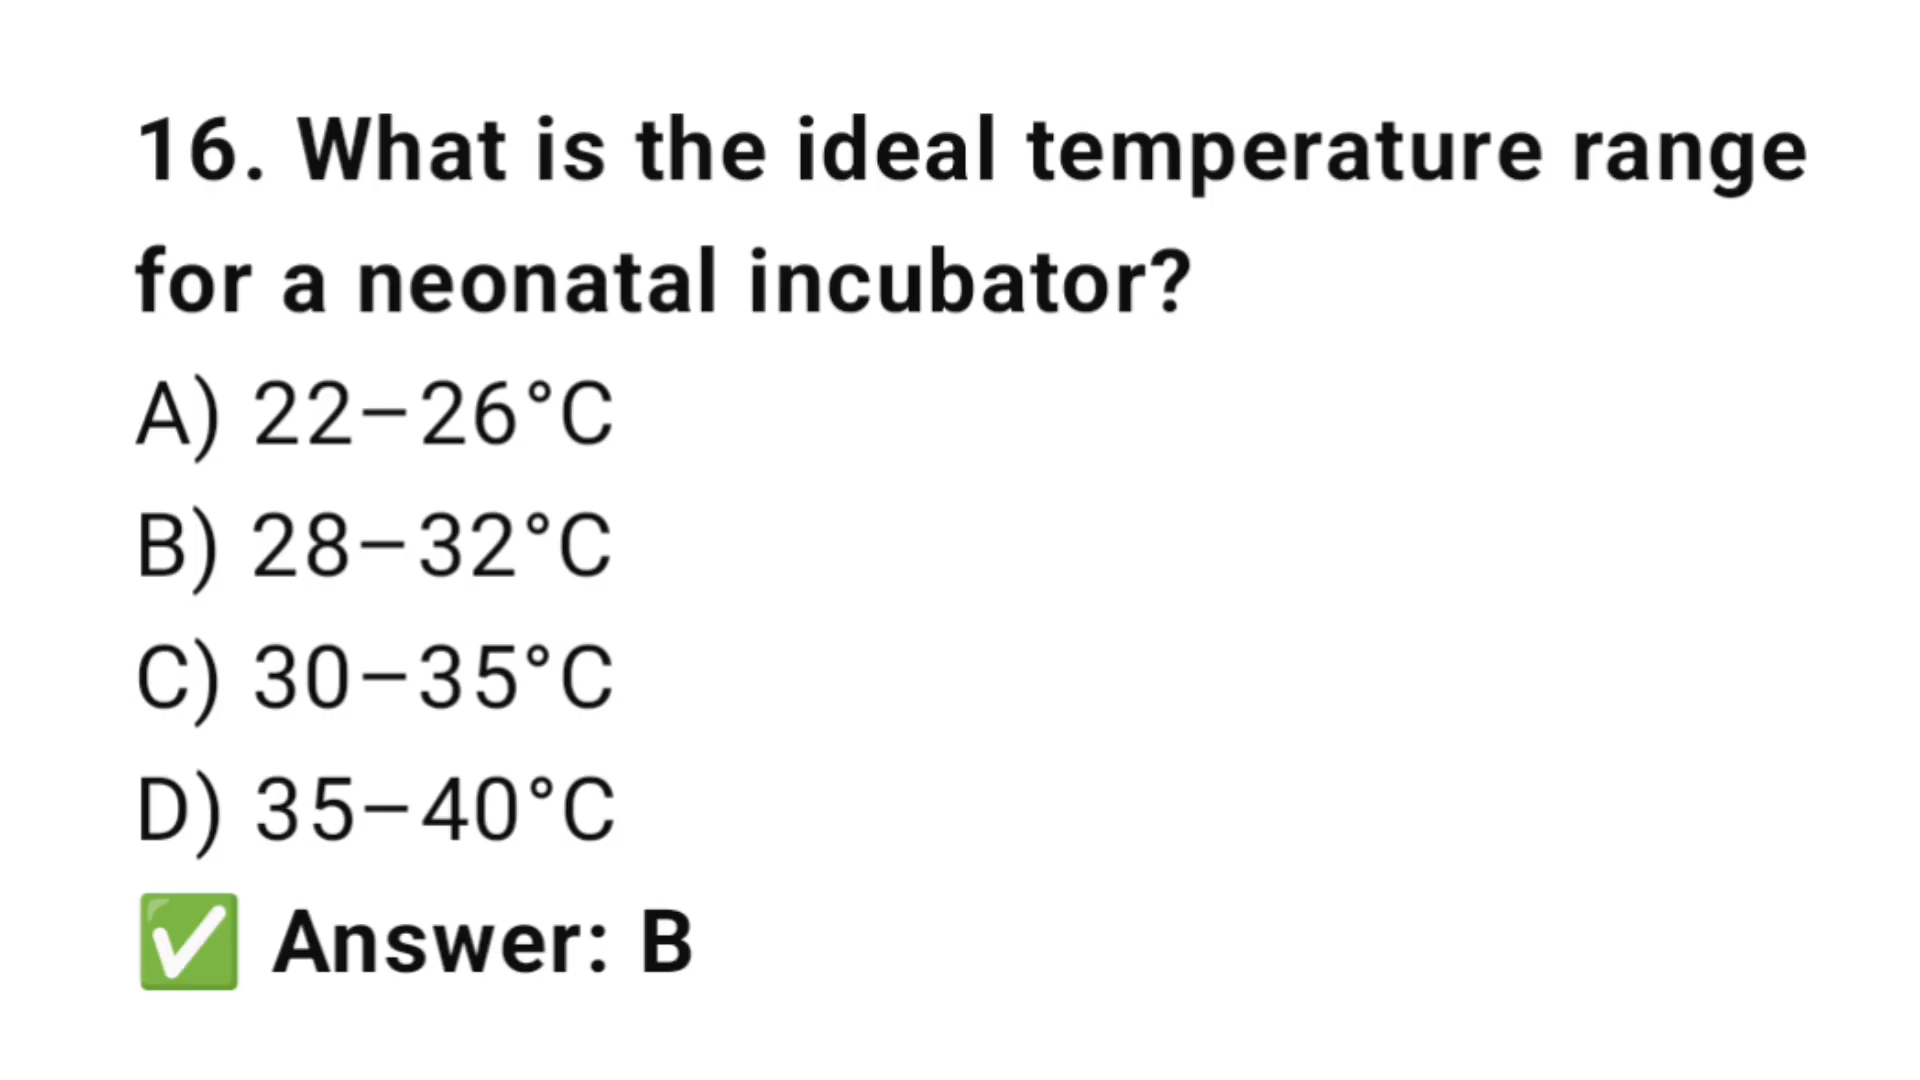 16. What is the ideal temperature range
for a neonatal incubator?
A) 22–26°C
B) 28–32°C
C) 30–35°C
D) 35–40°C
✅ Answer: B